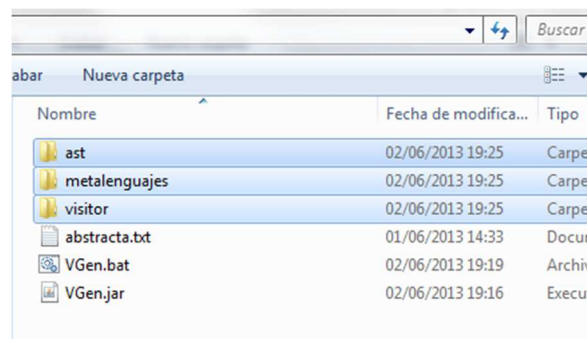 Buscar
abar Nueva carpeta
Nombre Fecha de modifica... Tipo
ast 02/06/2013 19:25 Carpe
metalenguajes 02/06/2013 19:25 Carpe
visitor 02/06/2013 19:25 Carpe
abstracta.txt 01/06/2013 14:33 Docur
VGen.bat 02/06/2013 19:19 Archiv
VGen.jar 02/06/2013 19:16 Execu